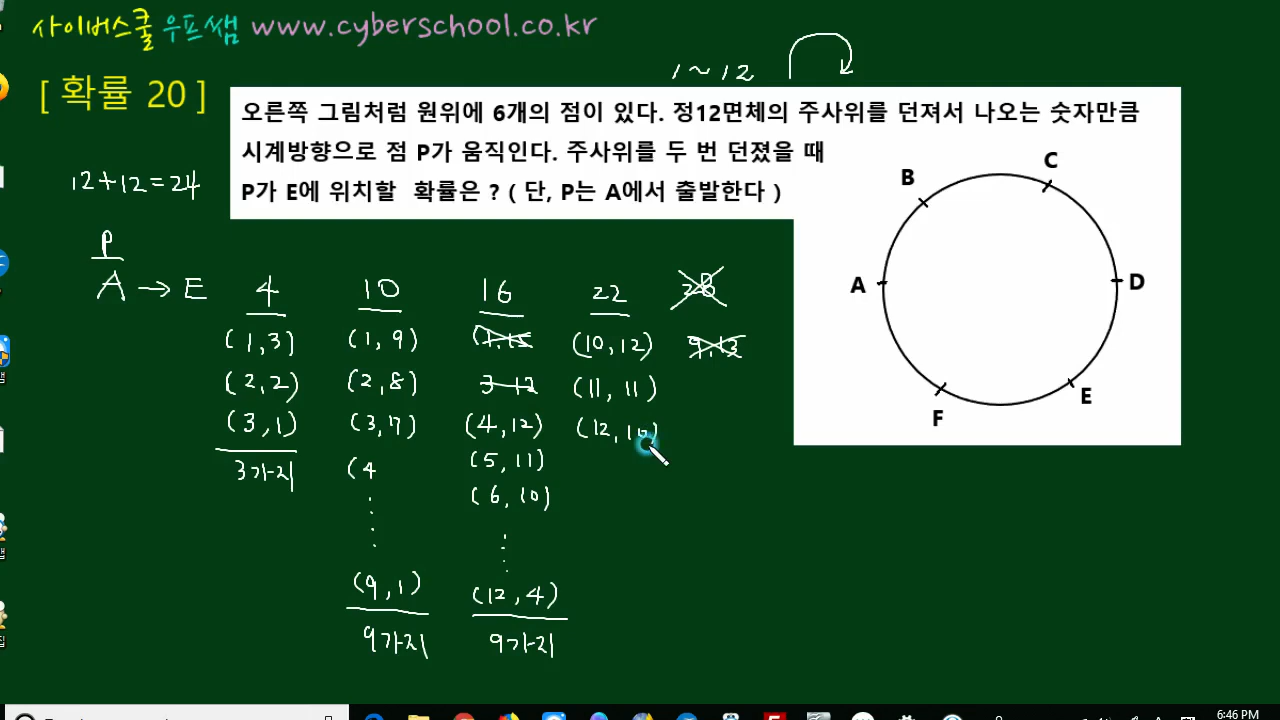 사이버스쿨 우프쌤 www.cyberschool.co.kr
1~12
[ 확률 20 ]
오른쪽 그림처럼 원위에 6개의 점이 있다. 정12면체의 주사위를 던져서 나오는 숫자만큼
시계방향으로 점 P가 움직인다. 주사위를 두 번 던졌을 때
P가 E에 위치할 확률은 ? ( 단, P는 A에서 출발한다 )
12+12=24
B
C
A
D
F
E
P
A → E 4 10 16 22 28
(1,3) (1,9) (1,15 (10,12) 9,13
(2,2) (2,8) 3 12 (11,11)
(3,1) (3,7) (4,12) (12,10)
3가지 (4 (5,11)
(6,10)
(9,1) (12,4)
9가지 9가지
6:46 PM